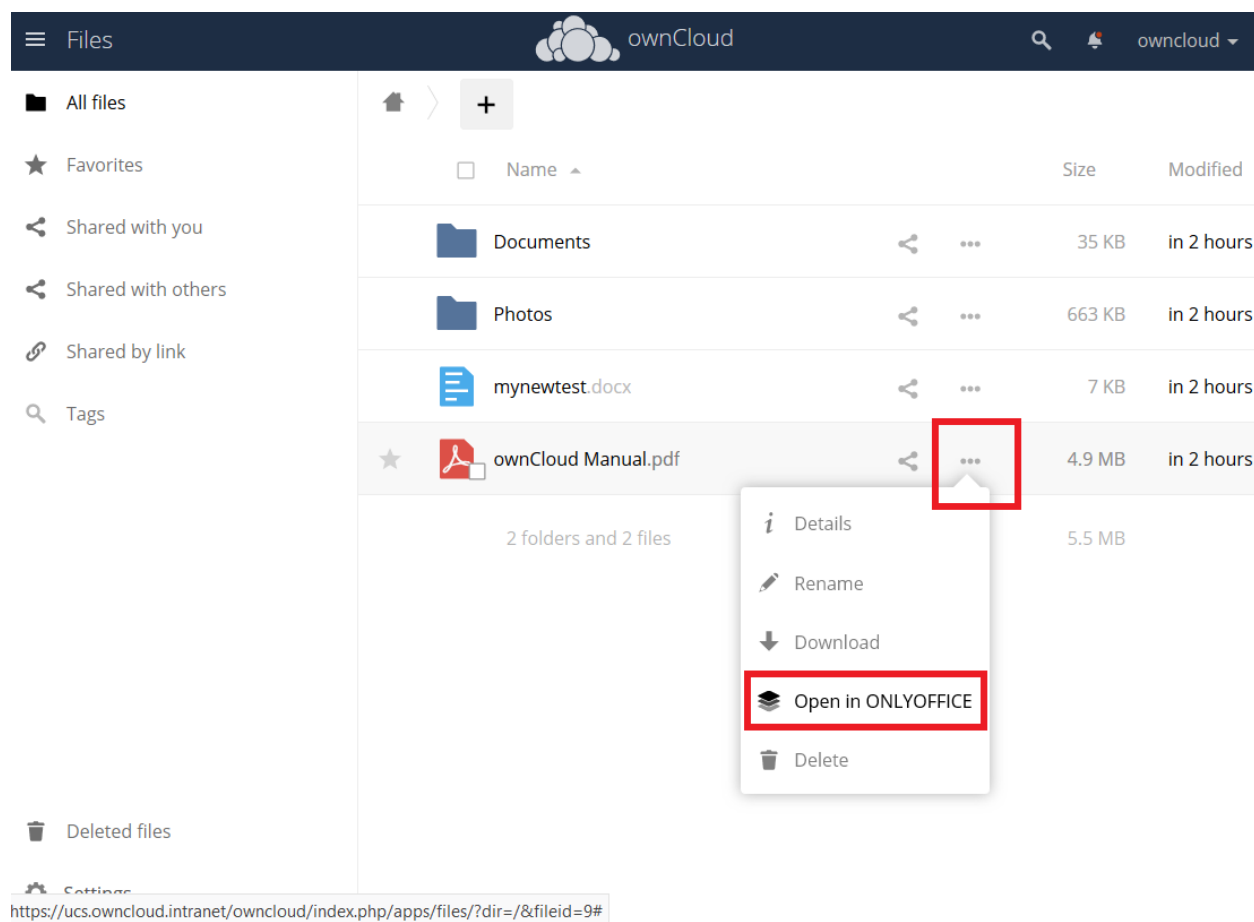 Files
ownCloud
owncloud
All files
Favorites
Shared with you
Shared with others
Shared by link
Tags
Name
Size
Modified
Documents
35 KB
in 2 hours
Photos
663 KB
in 2 hours
mynewtest.docx
7 KB
in 2 hours
ownCloud Manual.pdf
4.9 MB
in 2 hours
2 folders and 2 files
5.5 MB
Details
Rename
Download
Open in ONLYOFFICE
Delete
Deleted files
Settings
https://ucs.owncloud.intranet/owncloud/index.php/apps/files/?dir=/&fileid=9#